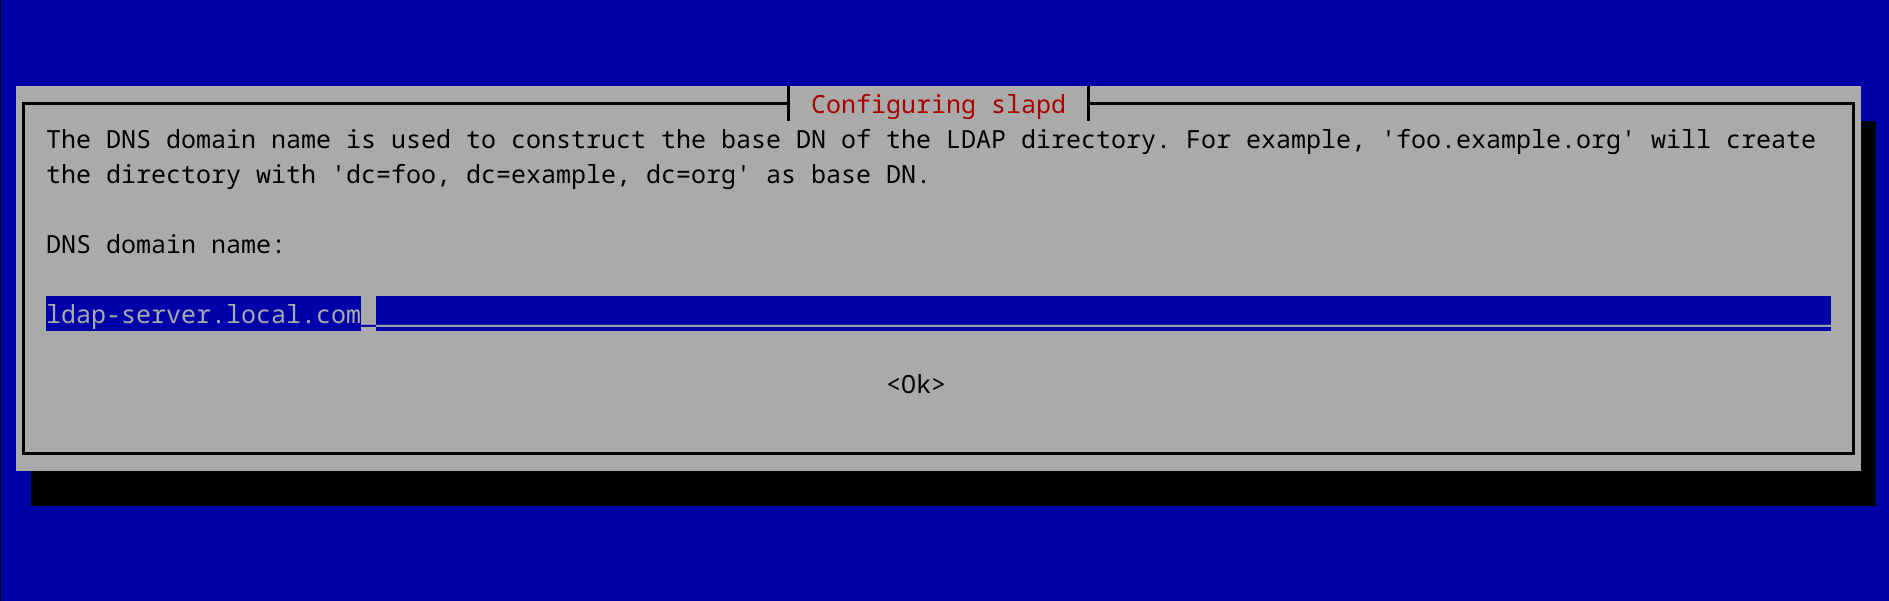 Configuring slapd
The DNS domain name is used to construct the base DN of the LDAP directory. For example, 'foo.example.org' will create
the directory with 'dc=foo, dc=example, dc=org' as base DN.
DNS domain name:
ldap-server.local.com
<Ok>